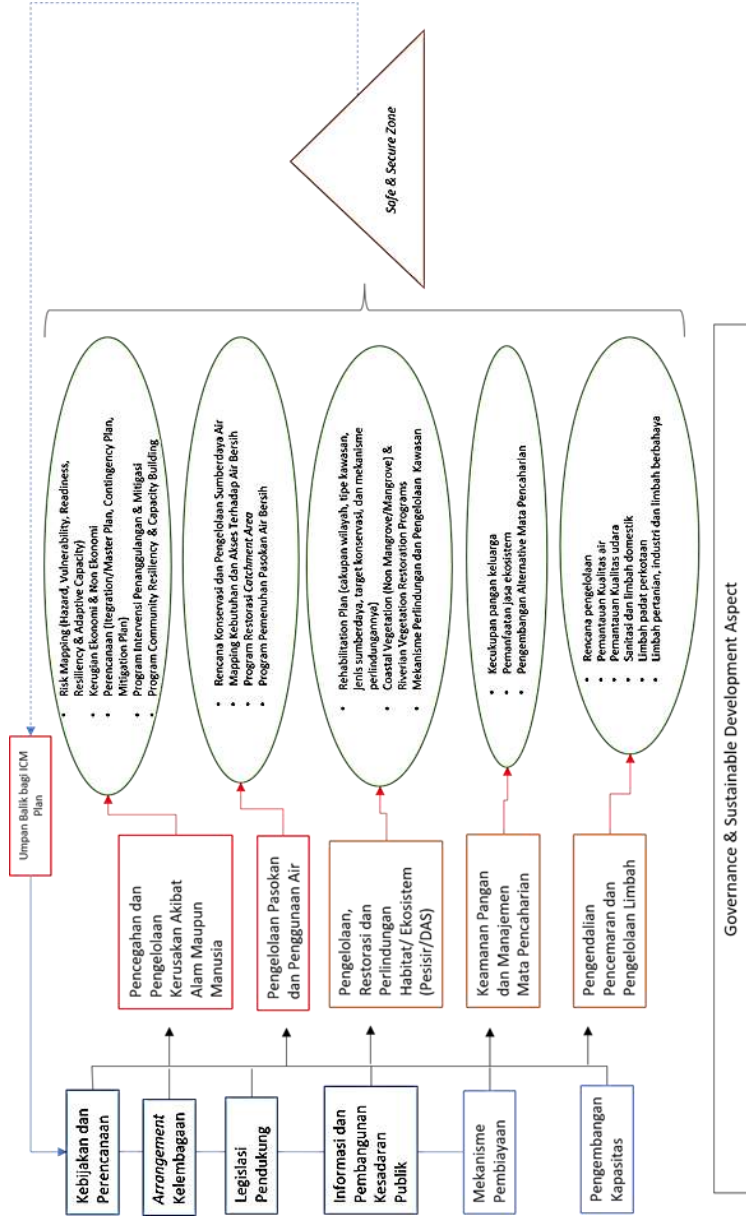 Umpan Balik bagi ICM
Plan
Kebijakan dan
Perencanaan
Arrangement
Kelembagaan
Legislasi
Pendukung
Informasi dan
Pembangunan
Kesadaran
Publik
Mekanisme
Pembiayaan
Pengembangan
Kapasitas
Pencegahan dan
Pengelolaan
Kerusakan Akibat
Alam Maupun
Manusia
Pengelolaan Pasokan
dan Penggunaan Air
Pengelolaan,
Restorasi dan
Perlindungan
Habitat/ Ekosistem
(Pesisir/DAS)
Keamanan Pangan
dan Manajemen
Mata Pencaharian
Pengendalian
Pencemaran dan
Pengelolaan Limbah
• Risk Mapping (Hazard, Vulnerability, Readiness,
Resiliency & Adaptive Capacity)
• Kerugian Ekonomi & Non Ekonomi
• Perencanaan (Itegration/Master Plan, Contingency Plan,
Mitigation Plan)
• Program Intervensi Penanggulangan & Mitigasi
• Program Community Resiliency & Capacity Building
• Rencana Konservasi dan Pengelolaan Sumberdaya Air
• Mapping Kebutuhan dan Akses Terhadap Air Bersih
• Program Restorasi Catchment Area
• Program Pemenuhan Pasokan Air Bersih
• Rehabilitation Plan (cakupan wilayah, tipe kawasan,
jenis sumberdaya, target konservasi, dan mekanisme
perlindungannya)
• Coastal Vegetation (Non Mangrove/Mangrove) &
Riverian Vegetation Restoration Programs
• Mekanisme Perlindungan dan Pengelolaan Kawasan
• Kecukupan pangan keluarga
• Pemanfaatan jasa ekosistem
• Pengembangan Alternative Mata Pencaharian
• Rencana pengelolaan
• Pemantauan Kualitas air
• Pemantauan Kualitas udara
• Sanitasi dan limbah domestik
• Limbah padat perkotaan
• Limbah pertanian, industri dan limbah berbahaya
Safe & Secure Zone
Governance & Sustainable Development Aspect